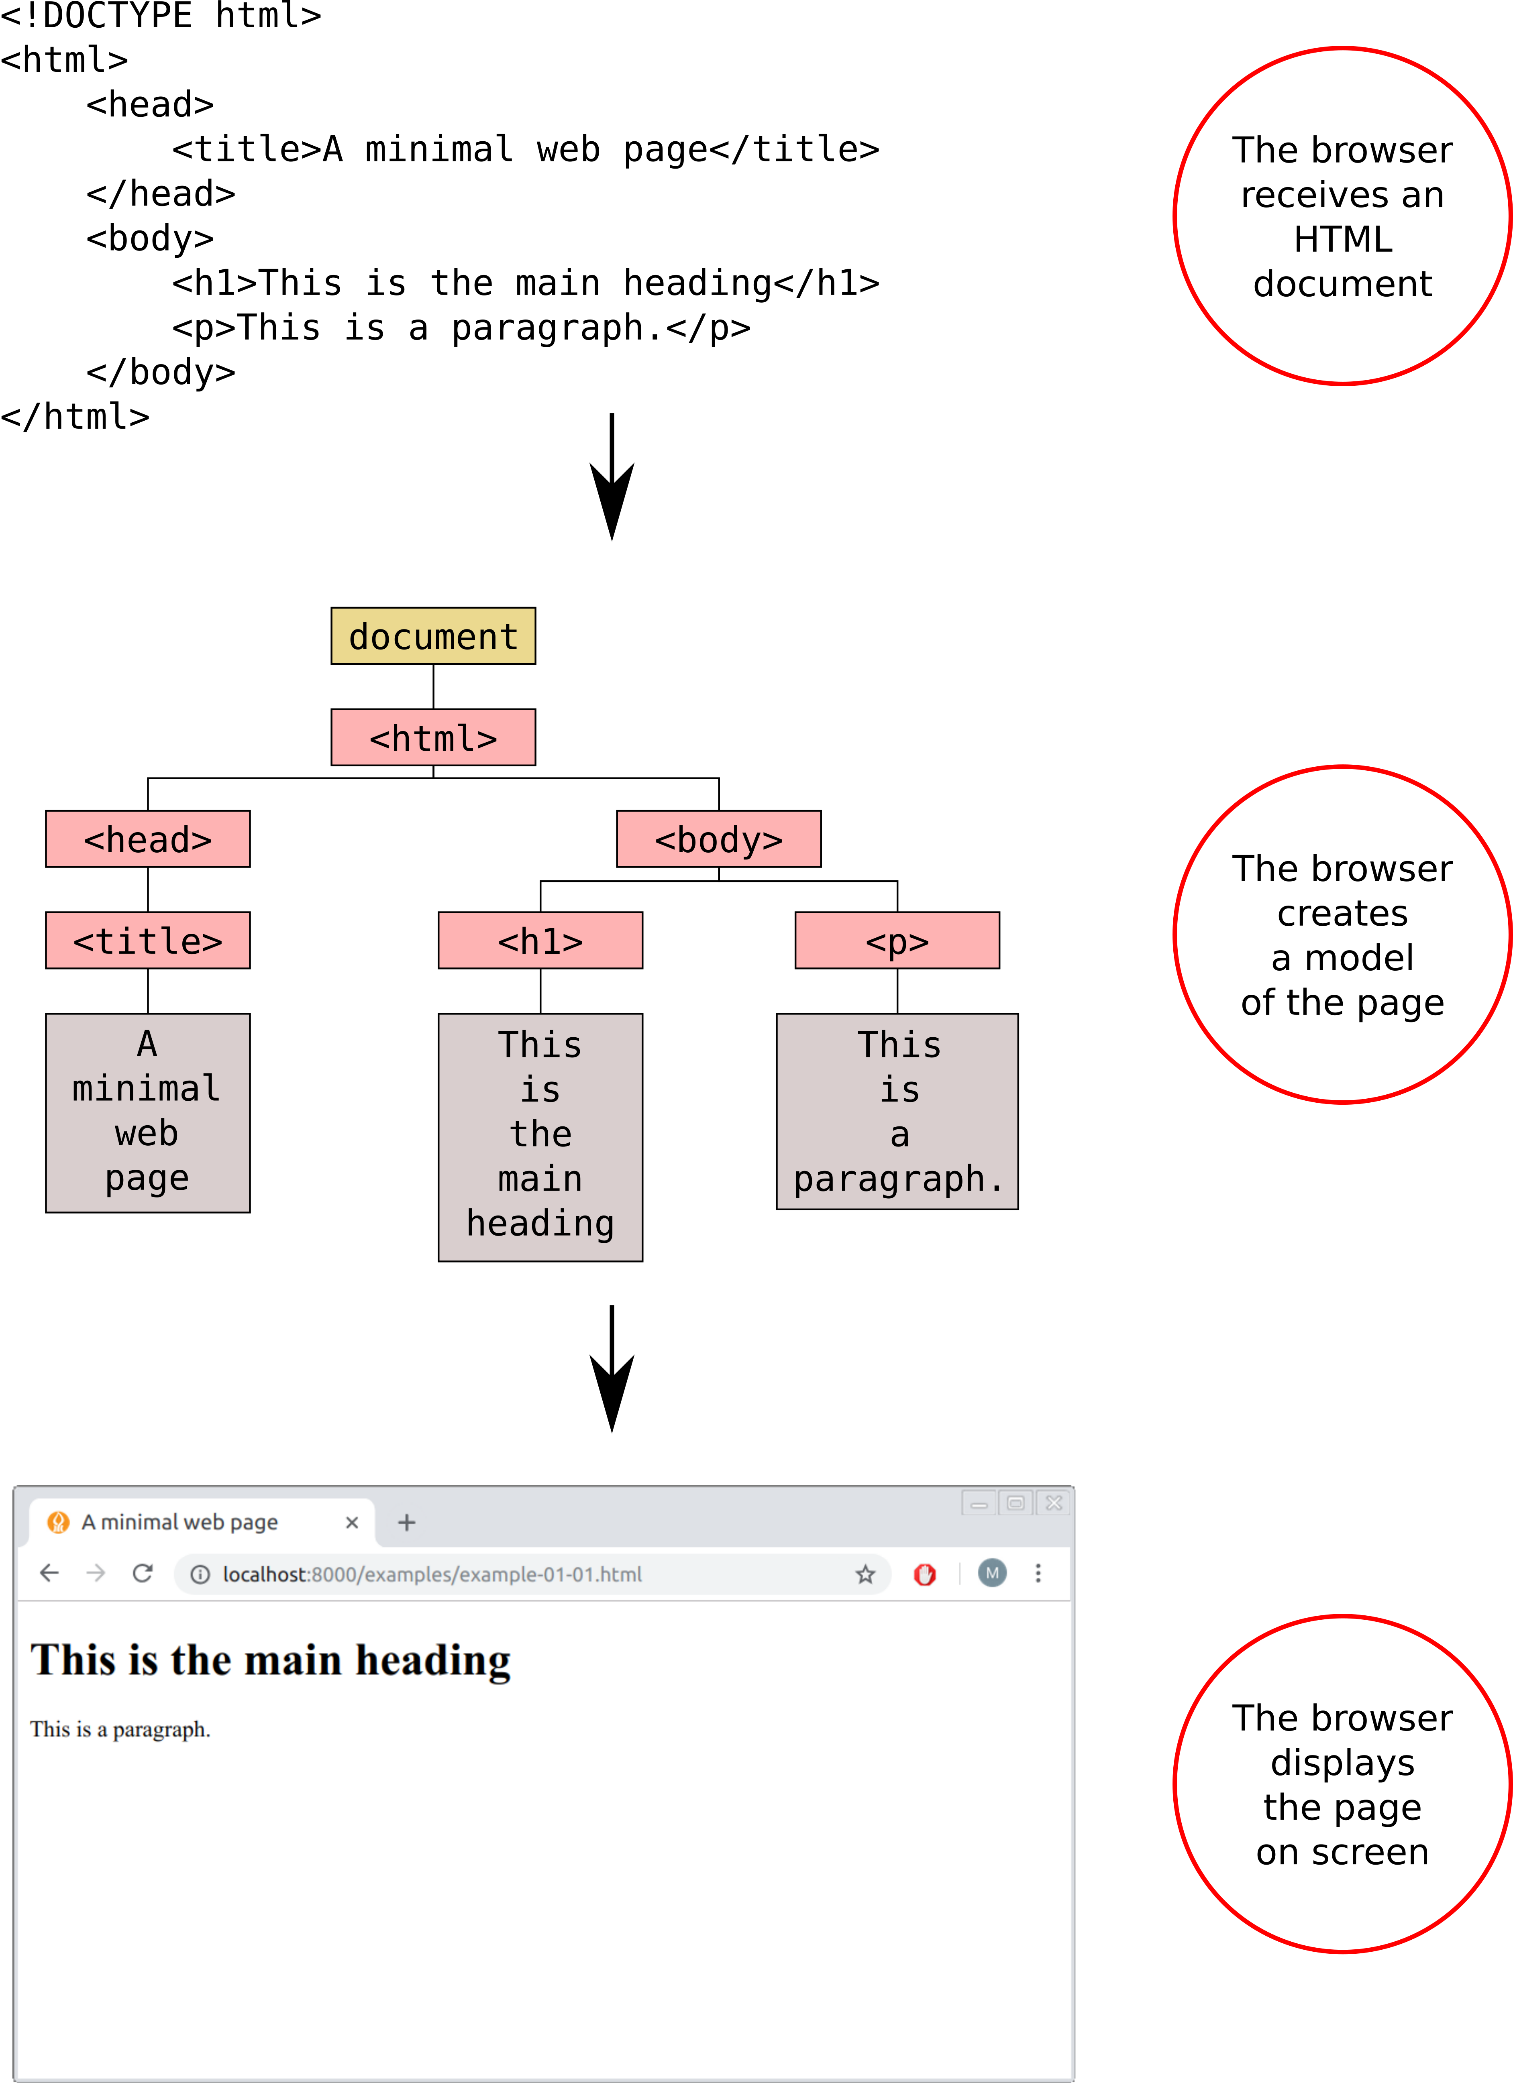 <!DOCTYPE html>
<html>
    <head>
        <title>A minimal web page</title>
    </head>
    <body>
        <h1>This is the main heading</h1>
        <p>This is a paragraph.</p>
    </body>
</html>
The browser
receives an
HTML
document
document
<html>
<head>
<body>
<title>
<h1>
<p>
A
minimal
web
page
This
is
the
main
heading
This
is
a
paragraph.
The browser
creates
a model
of the page
A minimal web page
localhost:8000/examples/example-01-01.html
M
This is the main heading
This is a paragraph.
The browser
displays
the page
on screen